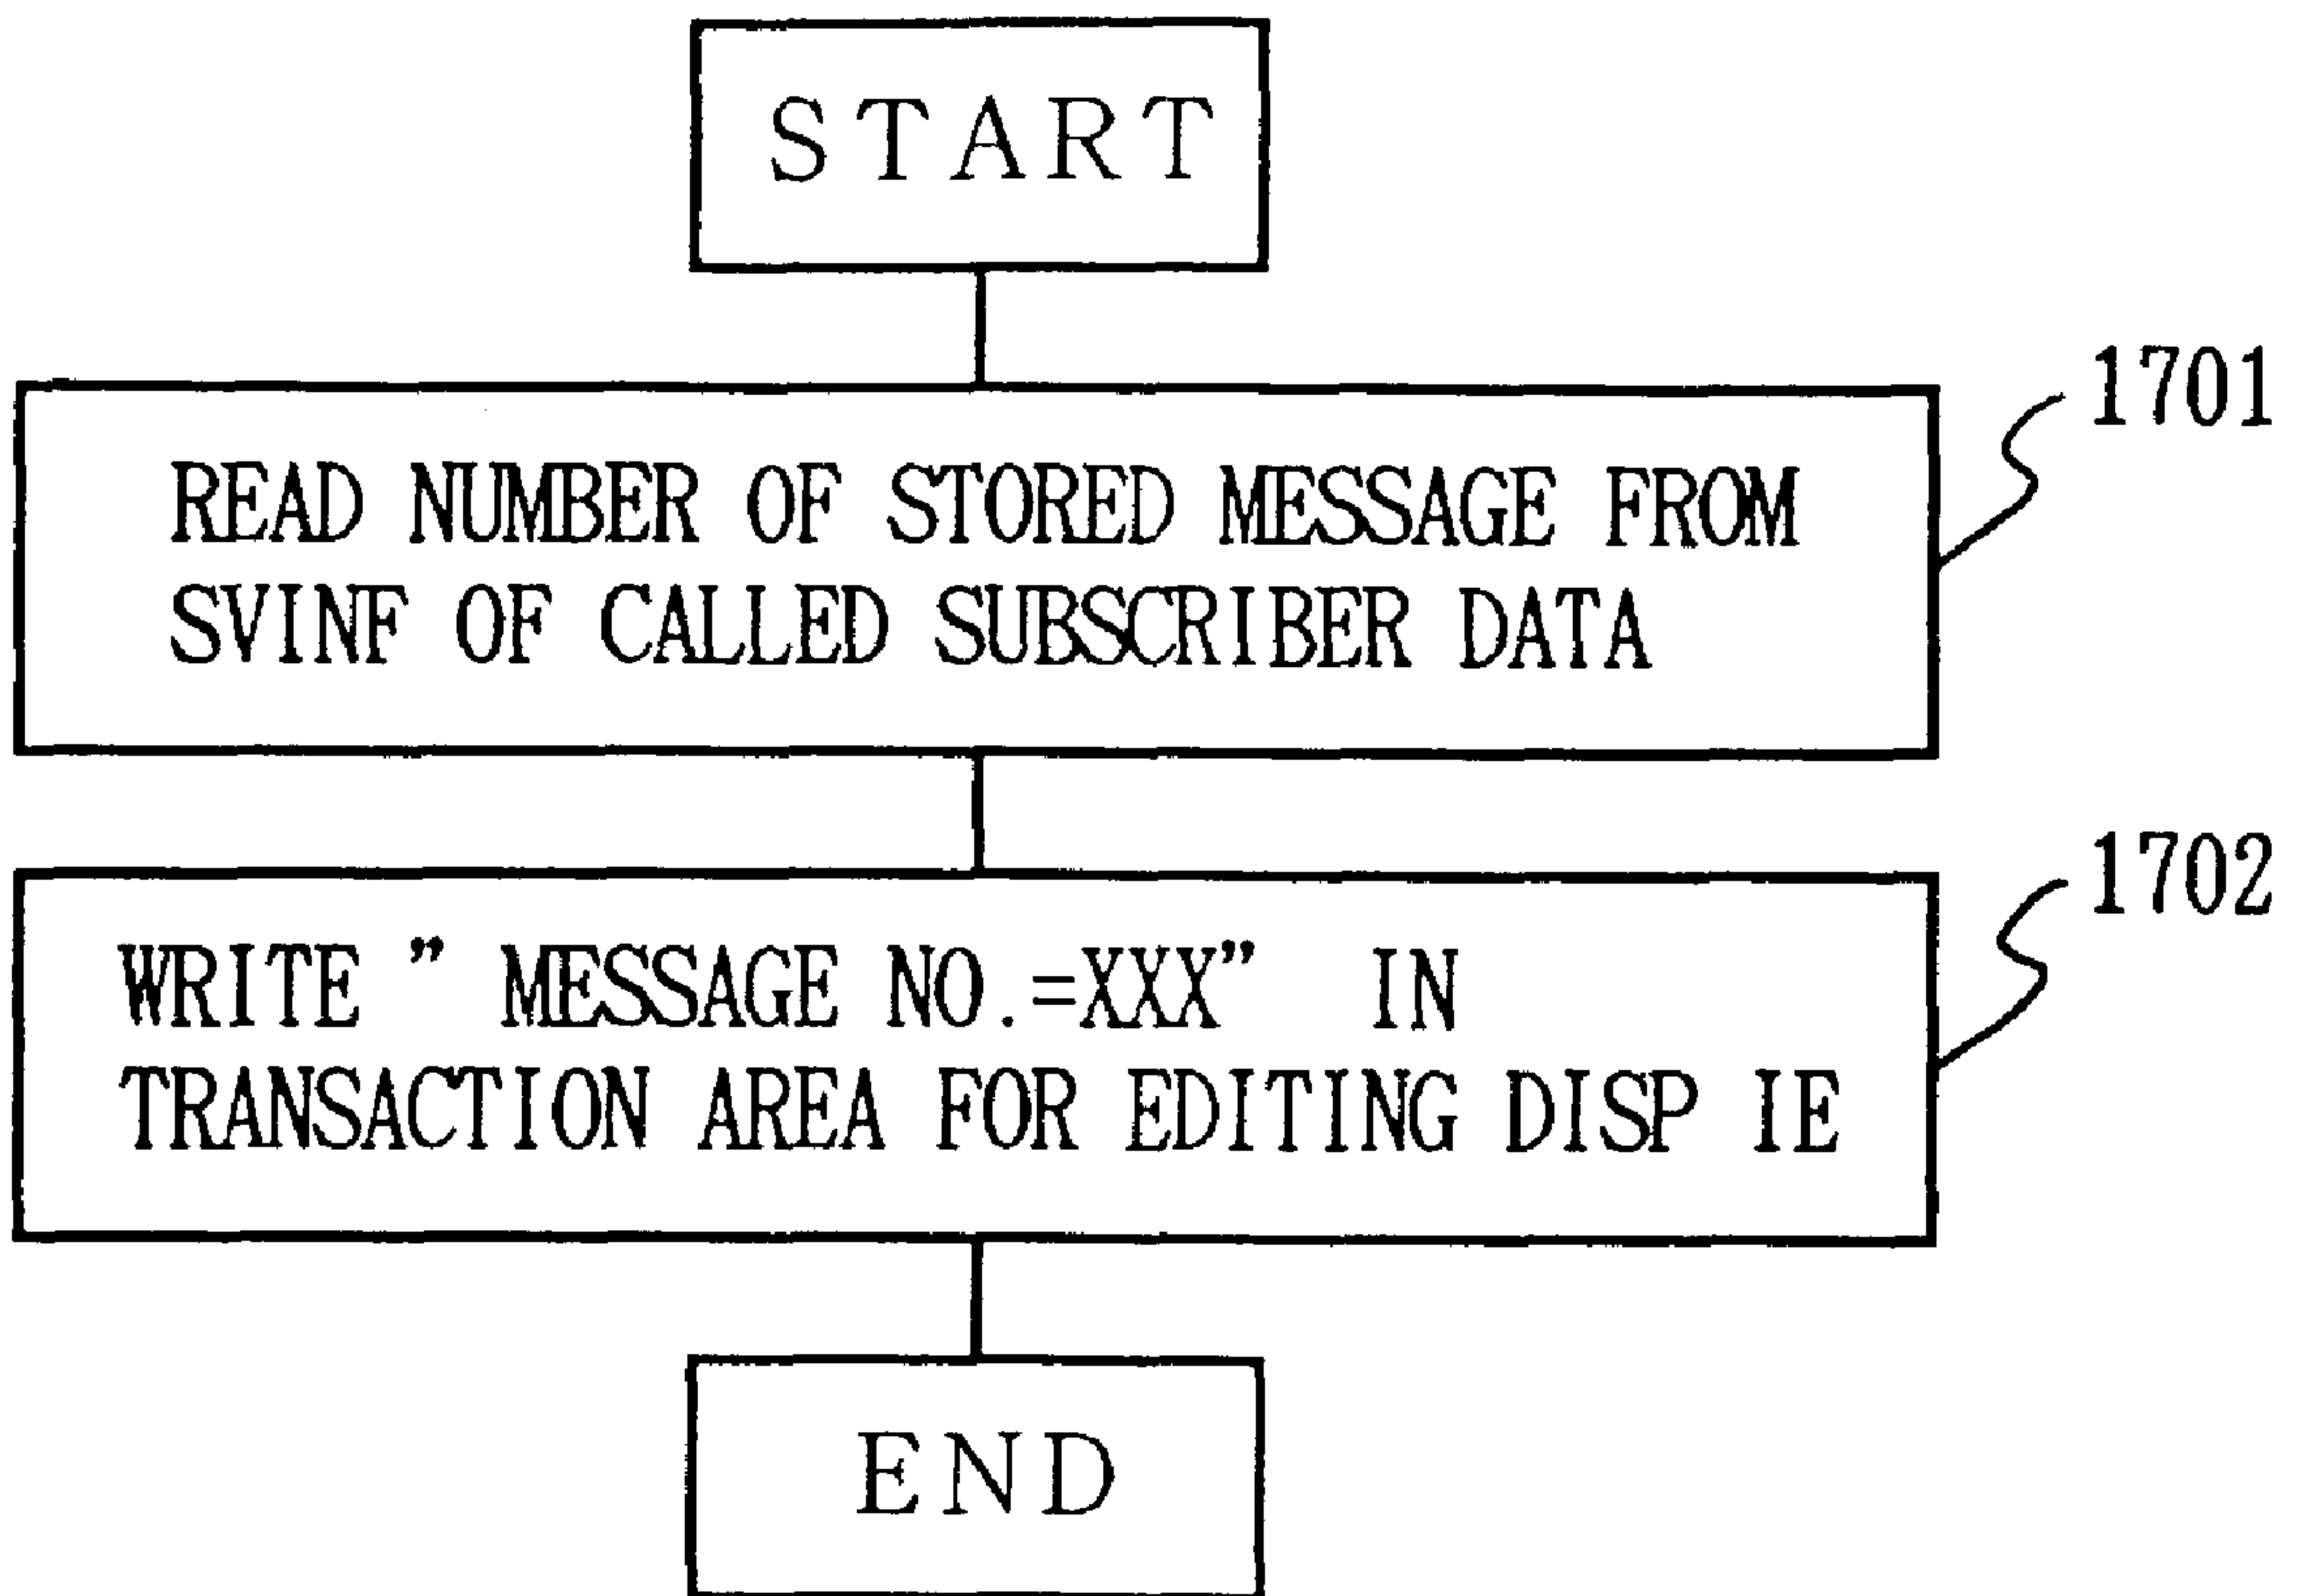 START
1701
READ NUMBER OF STORED MESSAGE FROM
SVINF OF CALLED SUBSCRIBER DATA
1702
WRITE ” MESSAGE NO.=XXX” IN
TRANSACTION AREA FOR EDITING DISP IE
END